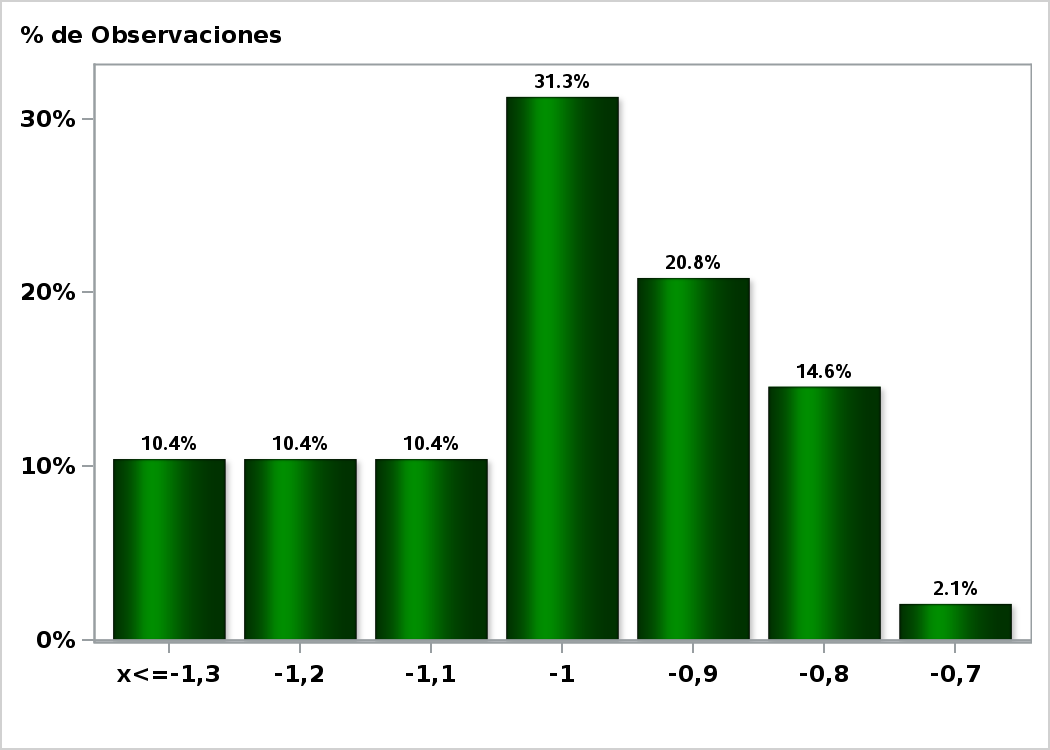 % de Observaciones
31.3%
30%
20.8%
20%
14.6%
10.4% 10.4% 10.4%
10%
2.1%
0%
x<=-1,3 -1,2 -1,1 -1 -0,9 -0,8 -0,7